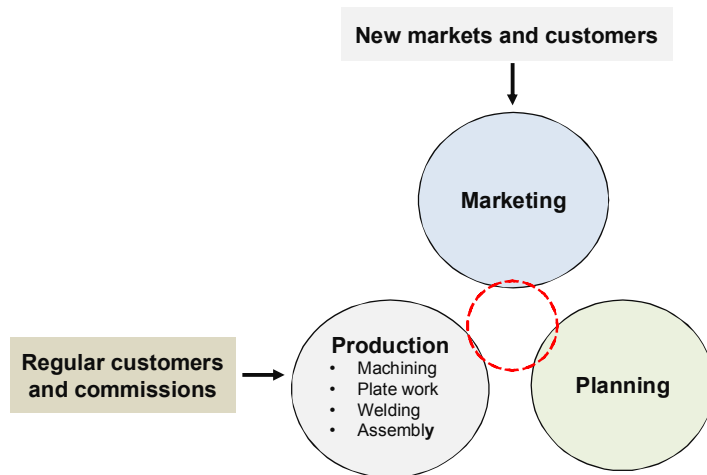 New markets and customers
Marketing
Production
• Machining
• Plate work
• Welding
• Assembly
Regular customers
and commissions
Planning